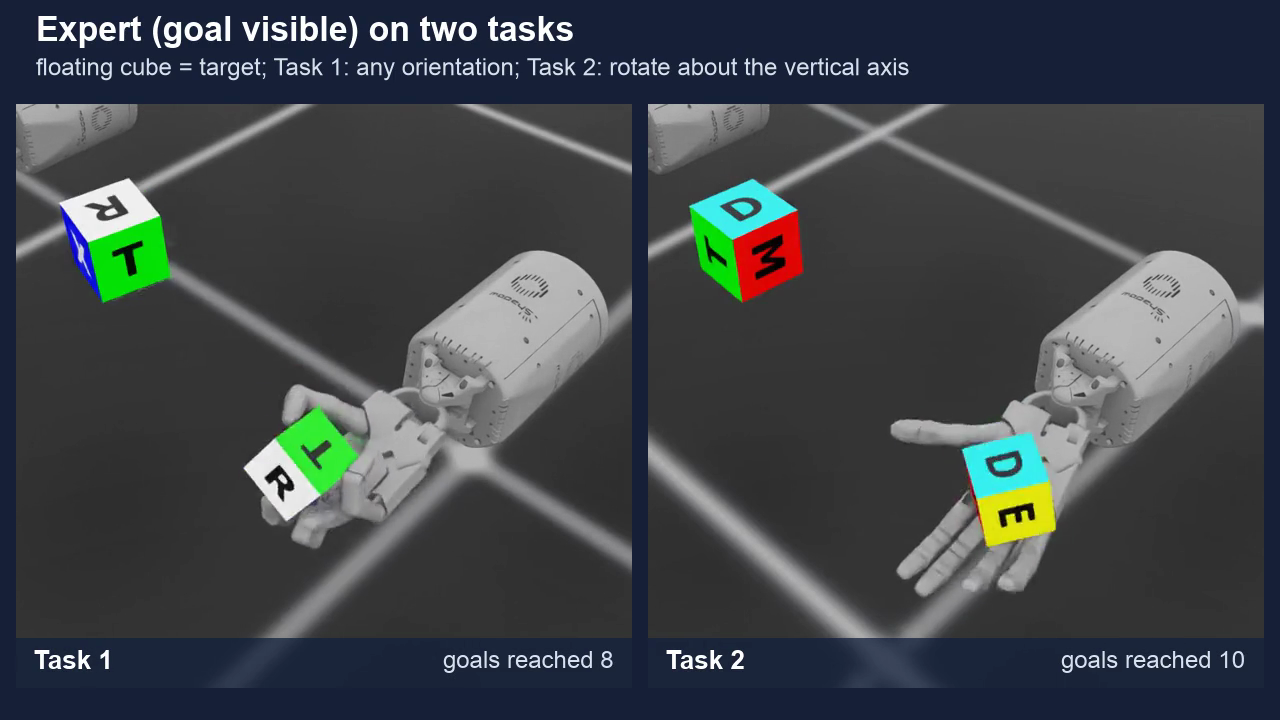 Expert (goal visible) on two tasks
floating cube = target; Task 1: any orientation; Task 2: rotate about the vertical axis
R
T
D
M
T
T
R
D
E
Task 1
goals reached 8
Task 2
goals reached 10